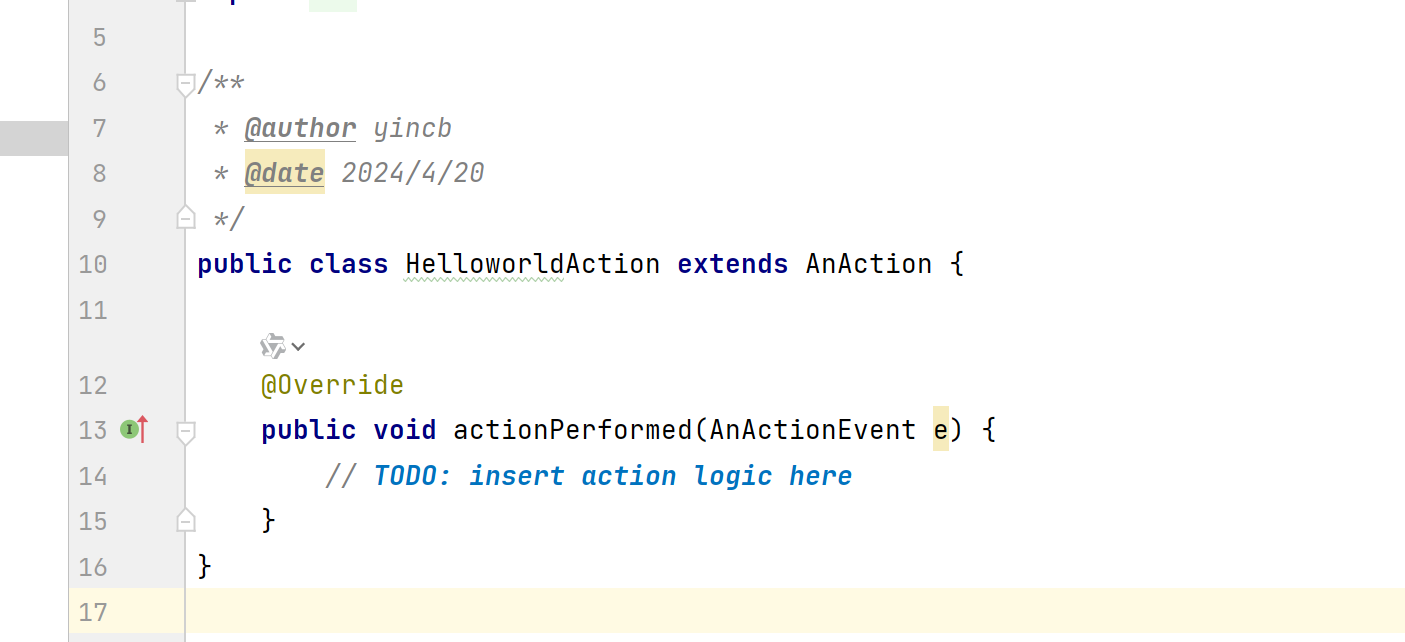 5
6 /**
7 * @author yincb
8 * @date 2024/4/20
9 */
10 public class HelloworldAction extends AnAction {
11
12 @Override
13 public void actionPerformed(AnActionEvent e) {
14 // TODO: insert action logic here
15 }
16 }
17